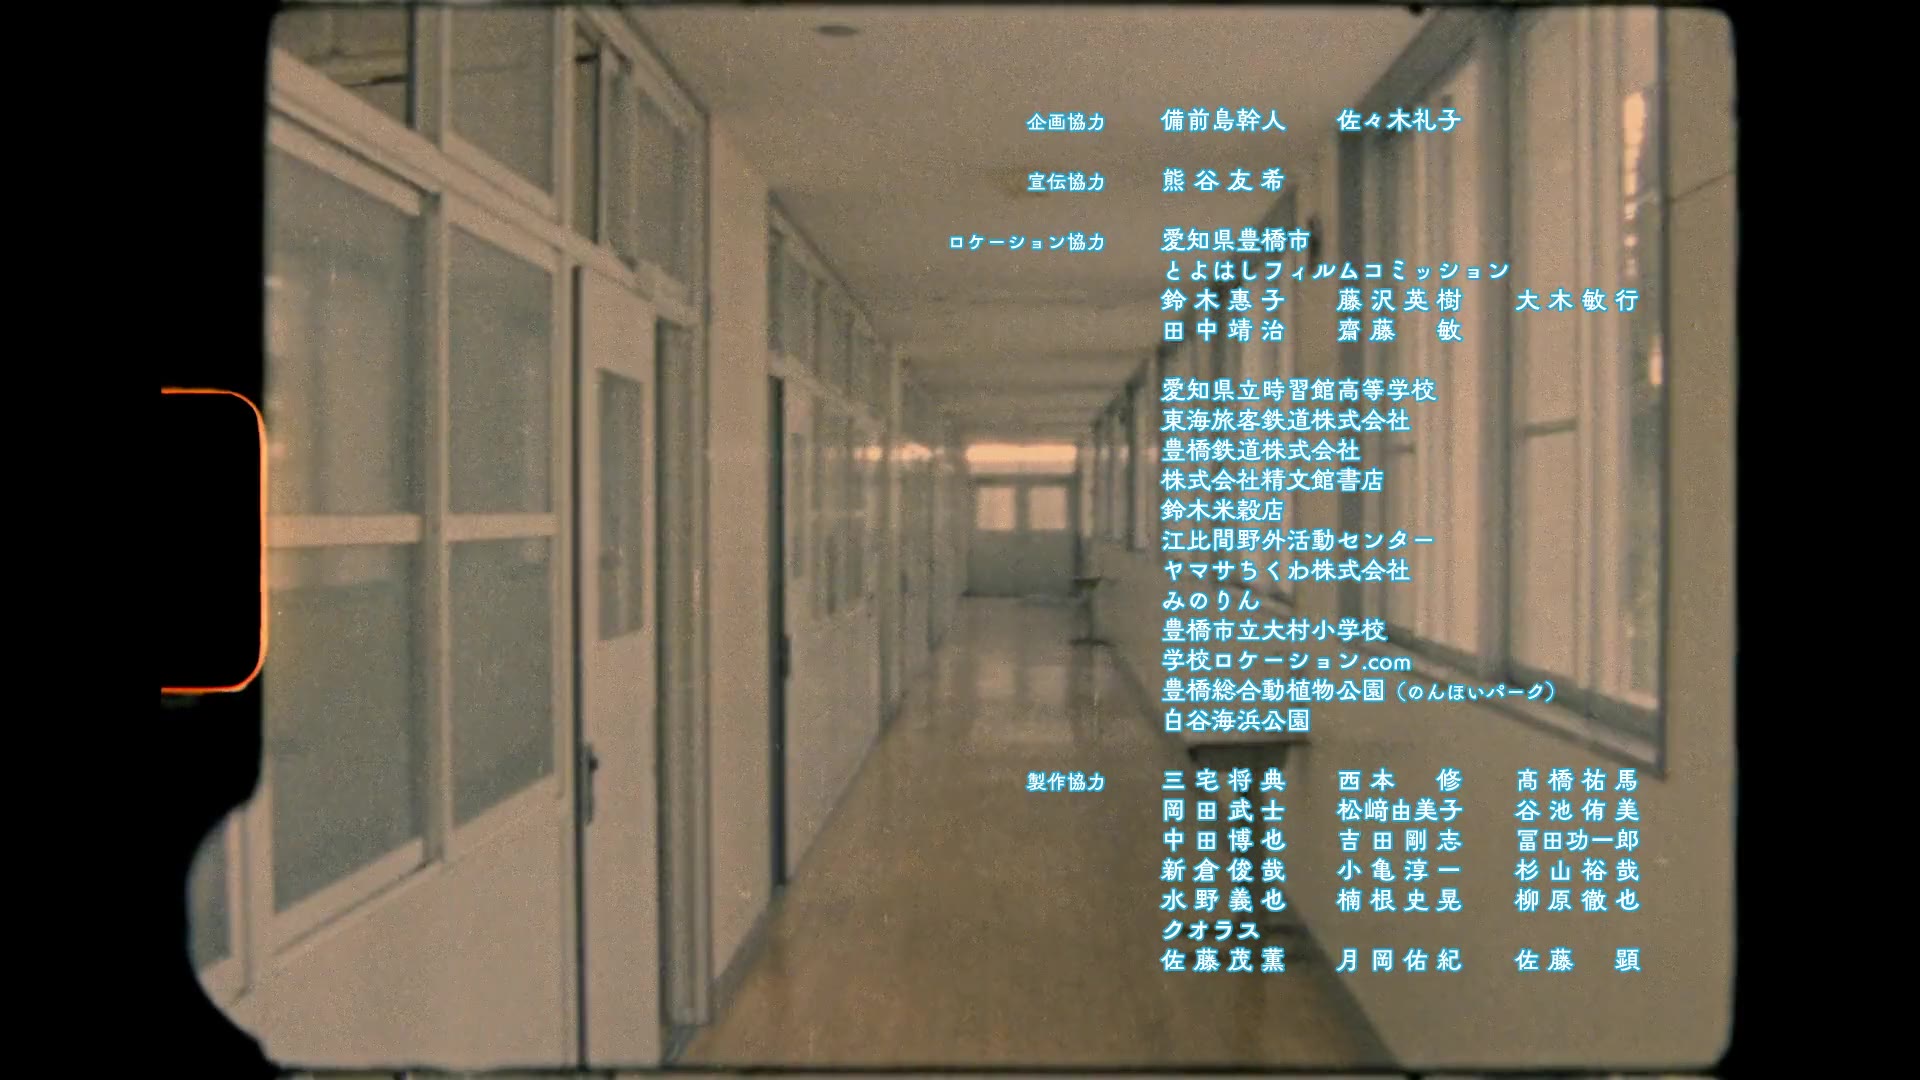 企画協力 備前島幹人 佐々木礼子
宣伝協力 熊谷友希
ロケーション協力 愛知県豊橋市
とよはしフィルムコミッション
鈴木惠子 藤沢英樹 大木敏行
田中靖治 齋藤 敏
愛知県立時習館高等学校
東海旅客鉄道株式会社
豊橋鉄道株式会社
株式会社精文館書店
鈴木米穀店
江比間野外活動センター
ヤマサちくわ株式会社
みのりん
豊橋市立大村小学校
学校ロケーション.com
豊橋総合動植物公園（のんほいパーク）
白谷海浜公園
製作協力 三宅将典 西本 修 髙橋祐馬
岡田武士 松﨑由美子 谷池侑美
中田博也 吉田剛志 冨田功一郎
新倉俊哉 小亀淳一 杉山裕哉
水野義也 楠根史晃 柳原徹也
クオラス
佐藤茂薫 月岡佑紀 佐藤 顕